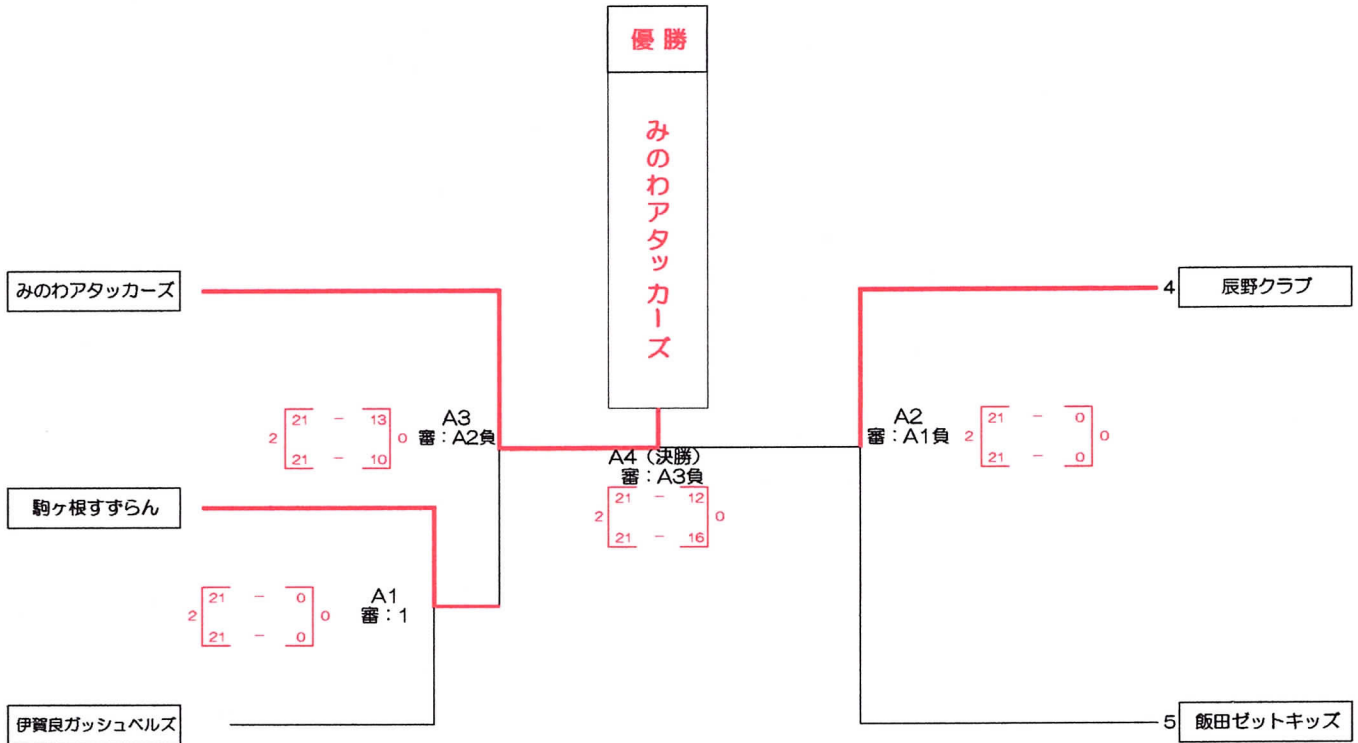 優勝
みのわアタッカーズ
みのわアタッカーズ
4 辰野クラブ
A3
審：A2負
2 21 - 13 0
21 - 10
A2
審：A1負
2 21 - 0 0
21 - 0
A4（決勝）
審：A3負
2 21 - 12 0
21 - 16
駒ヶ根すずらん
A1
審：1
2 21 - 0 0
21 - 0
伊賀良ガッシュベルズ
5 飯田ゼットキッズ